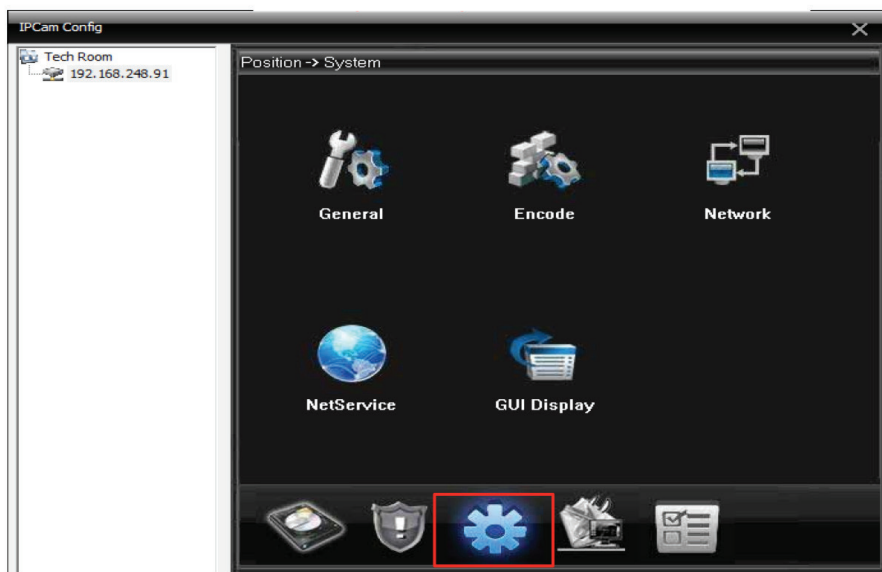 IPCam Config
Tech Room
192.168.248.91
Position -> System
General
Encode
Network
NetService
GUI Display